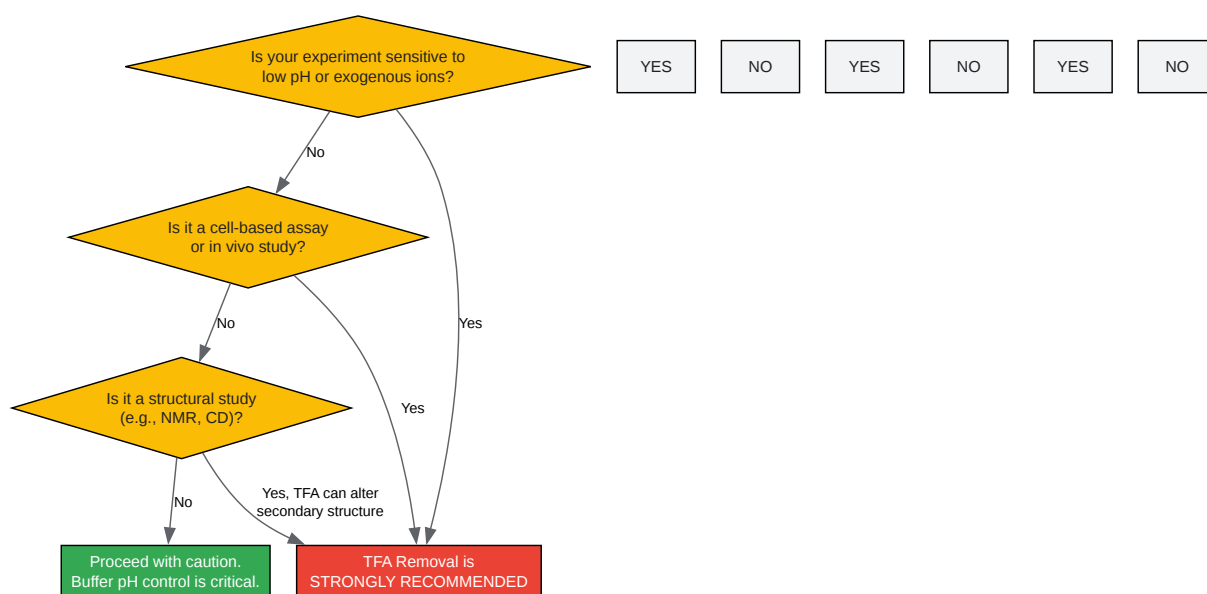 Is your experiment sensitive to
low pH or exogenous ions?
YES
NO
YES
NO
YES
NO
No
Is it a cell-based assay
or in vivo study?
No
Yes
Is it a structural study
(e.g., NMR, CD)?
Yes
No
Yes, TFA can alter
secondary structure
Proceed with caution.
Buffer pH control is critical.
TFA Removal is
STRONGLY RECOMMENDED